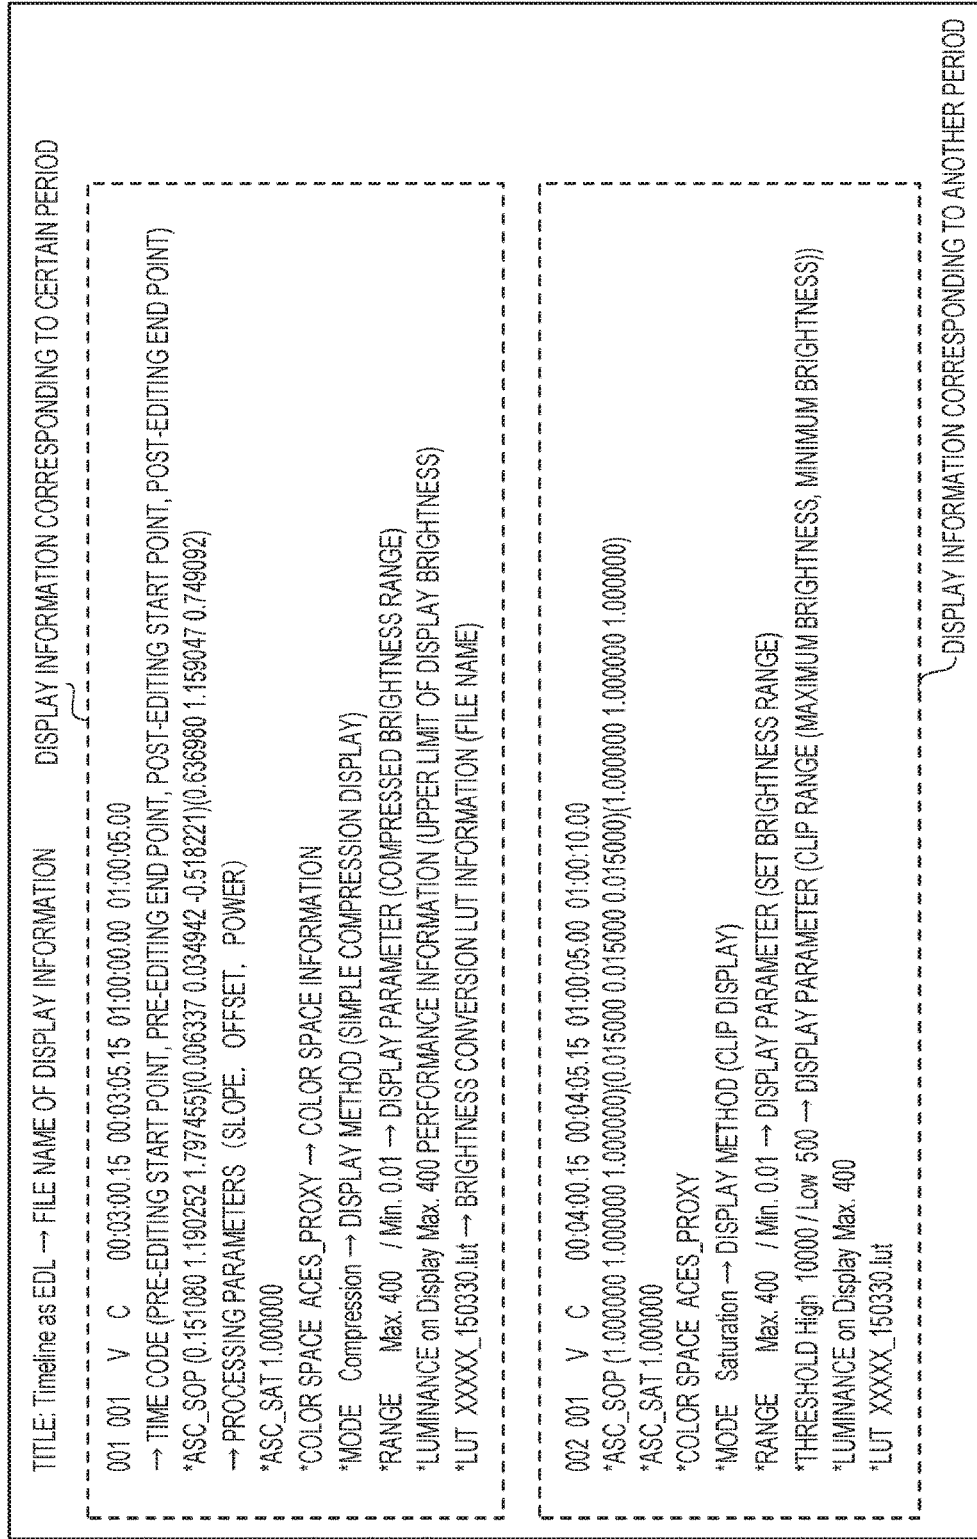 TITLE: Timeline as EDL → FILE NAME OF DISPLAY INFORMATION
DISPLAY INFORMATION CORRESPONDING TO CERTAIN PERIOD
001 001 V C 00:03:00.15 00:03:05.15 01:00:00.00 01:00:05.00
→ TIME CODE (PRE-EDITING START POINT, PRE-EDITING END POINT, POST-EDITING START POINT, POST-EDITING END POINT)
*ASC_SOP (0.151080 1.190252 1.797455)(0.006337 0.034942 -0.518221)(0.636980 1.159047 0.749092)
→ PROCESSING PARAMETERS (SLOPE, OFFSET, POWER)
*ASC_SAT 1.000000
*COLOR SPACE ACES_PROXY → COLOR SPACE INFORMATION
*MODE Compression → DISPLAY METHOD (SIMPLE COMPRESSION DISPLAY)
*RANGE Max. 400 / Min. 0.01 → DISPLAY PARAMETER (COMPRESSED BRIGHTNESS RANGE)
*LUMINANCE on Display Max. 400 PERFORMANCE INFORMATION (UPPER LIMIT OF DISPLAY BRIGHTNESS)
*LUT XXXXX_150330.lut → BRIGHTNESS CONVERSION LUT INFORMATION (FILE NAME)
002 001 V C 00:04:00.15 00:04:05.15 01:00:05.00 01:00:10.00
*ASC_SOP (1.000000 1.000000 1.000000)(0.015000 0.015000 0.015000)(1.000000 1.000000 1.000000)
*ASC_SAT 1.000000
*COLOR SPACE ACES_PROXY
*MODE Saturation → DISPLAY METHOD (CLIP DISPLAY)
*RANGE Max. 400 / Min. 0.01 → DISPLAY PARAMETER (SET BRIGHTNESS RANGE)
*THRESHOLD High 10000 / Low 500 → DISPLAY PARAMETER (CLIP RANGE (MAXIMUM BRIGHTNESS, MINIMUM BRIGHTNESS))
*LUMINANCE on Display Max. 400
*LUT XXXXX_150330.lut
DISPLAY INFORMATION CORRESPONDING TO ANOTHER PERIOD